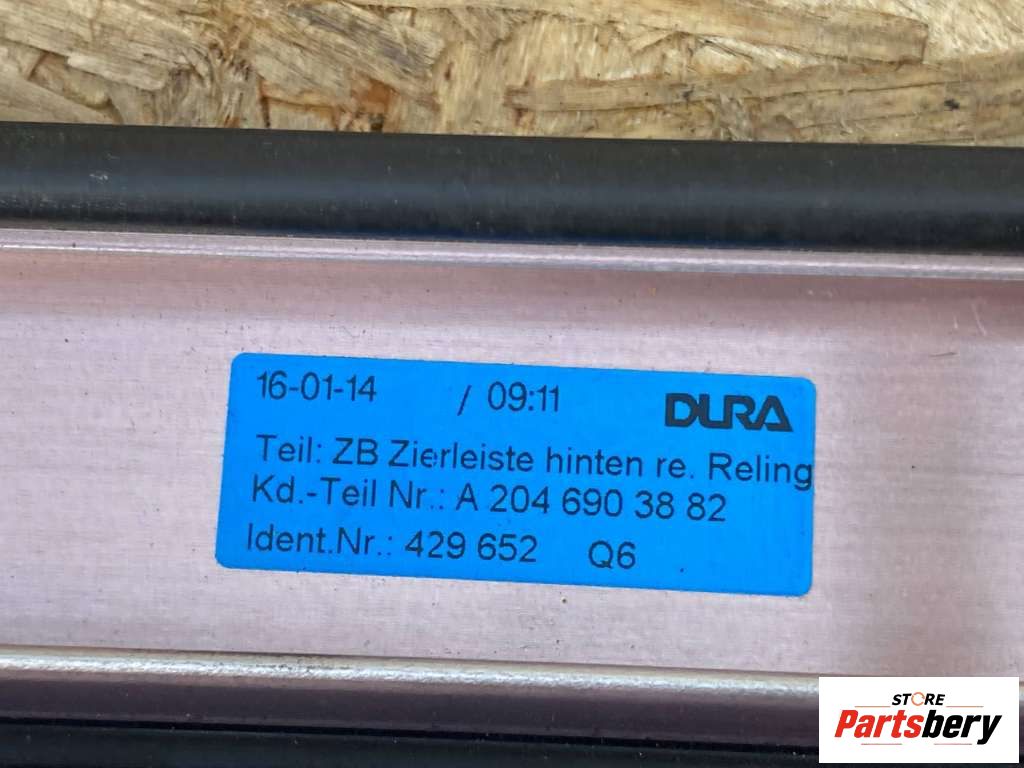 16-01-14 / 09:11 DURA
Teil: ZB Zierleiste hinten re. Reling
Kd.-Teil Nr.: A 204 690 38 82
Ident.Nr.: 429 652 Q6
STORE
Partsbery